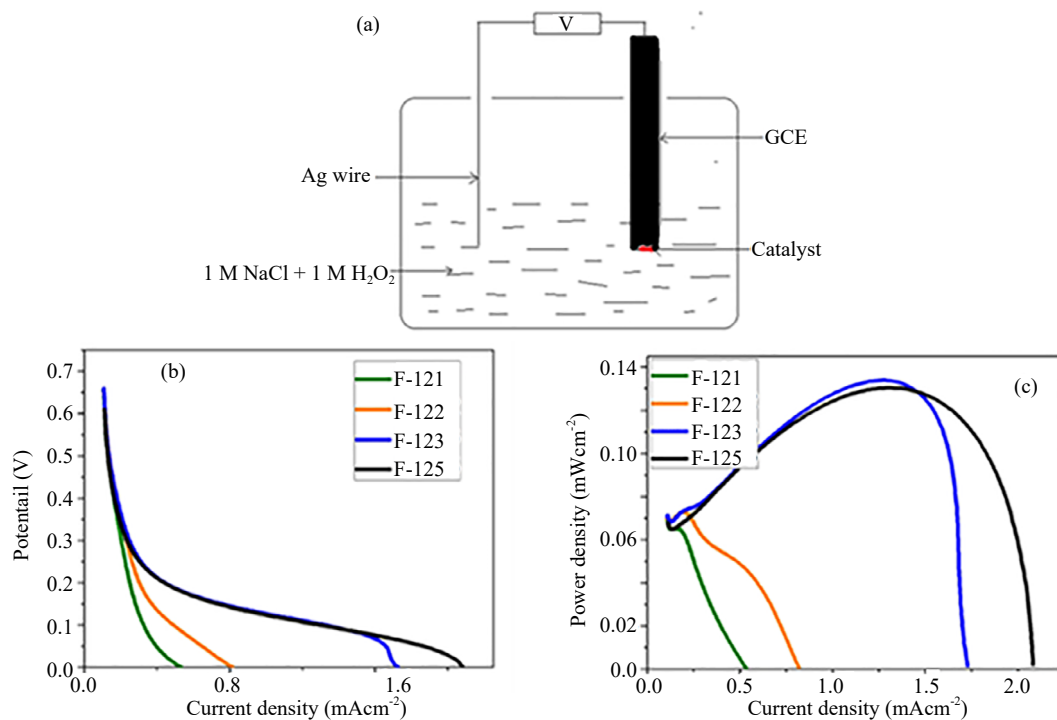 (a)
V
GCE
Ag wire
Catalyst
1 M NaCl + 1 M H₂O₂
(b)
0.7
0.6
0.5
0.4
0.3
0.2
0.1
0.0
Potentail (V)
F-121
F-122
F-123
F-125
0.0 0.8 1.6
Current density (mAcm⁻²)
(c)
0.14
0.10
0.06
0.02
0.0
Power density (mWcm⁻²)
F-121
F-122
F-123
F-125
0.0 0.5 1.0 1.5 2.0
Current density (mAcm⁻²)